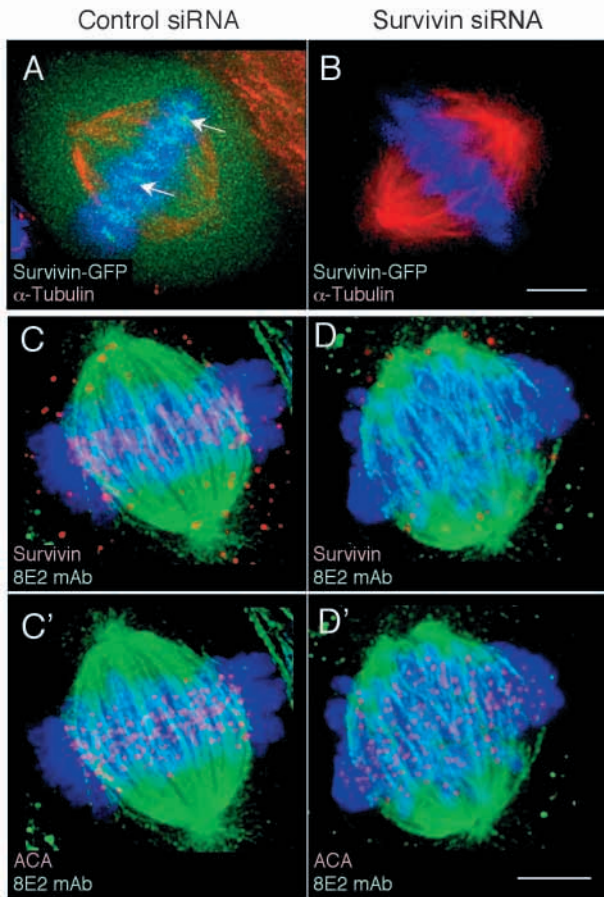 Control siRNA
Survivin siRNA
A
B
Survivin-GFP
α-Tubulin
Survivin-GFP
α-Tubulin
C
D
Survivin
8E2 mAb
Survivin
8E2 mAb
C'
D'
ACA
8E2 mAb
ACA
8E2 mAb